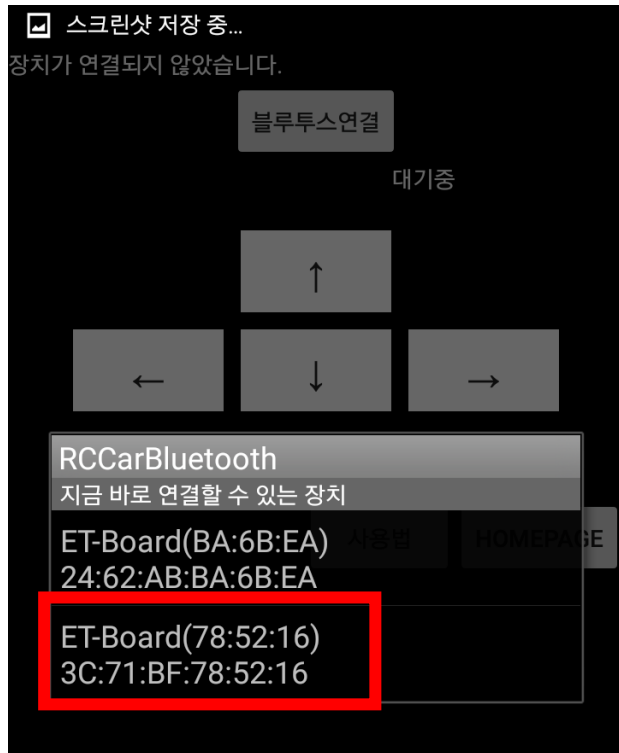 스크린샷 저장 중...
장치가 연결되지 않았습니다.
블루투스연결
대기중
↑
← ↓ →
RCCarBluetooth
지금 바로 연결할 수 있는 장치
ET-Board(BA:6B:EA)
24:62:AB:BA:6B:EA
사용법 HOMEPAGE
ET-Board(78:52:16)
3C:71:BF:78:52:16